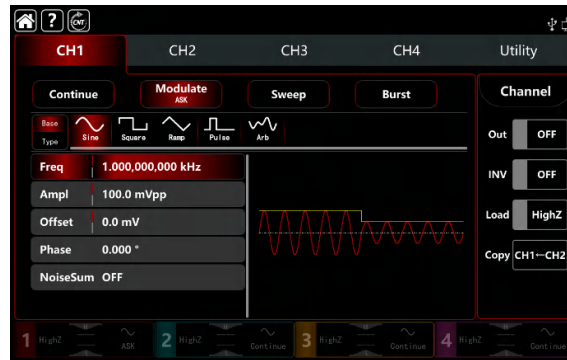 ? CNT
CH1 CH2 CH3 CH4 Utility
Continue Modulate Sweep Burst Channel
ASK
Base
Type Sine Square Ramp Pulse Arb
Out OFF
Freq 1.000,000,000 kHz
INV OFF
Ampl 100.0 mVpp
Offset 0.0 mV
Load HighZ
Phase 0.000 °
Copy CH1←CH2
NoiseSum OFF
1 HighZ ASK 2 HighZ Continue 3 HighZ Continue 4 HighZ Continue